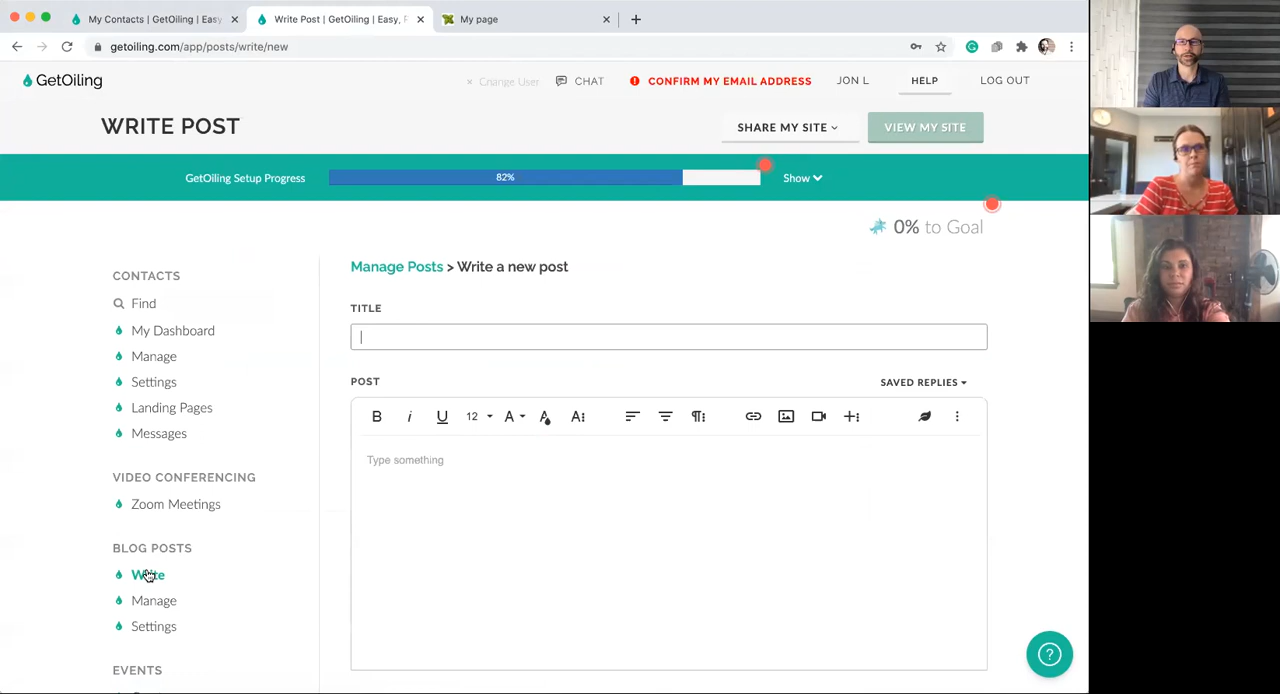 My Contacts | GetOiling | Easy
Write Post | GetOiling | Easy, P
My page
getoiling.com/app/posts/write/new
GetOiling
× Change User
CHAT
CONFIRM MY EMAIL ADDRESS
JON L
HELP
LOG OUT
WRITE POST
SHARE MY SITE
VIEW MY SITE
GetOiling Setup Progress
82%
Show
0% to Goal
CONTACTS
Find
My Dashboard
Manage
Settings
Landing Pages
Messages
VIDEO CONFERENCING
Zoom Meetings
BLOG POSTS
Write
Manage
Settings
EVENTS
Manage Posts > Write a new post
TITLE
POST
SAVED REPLIES
B i U 12 A A
Type something